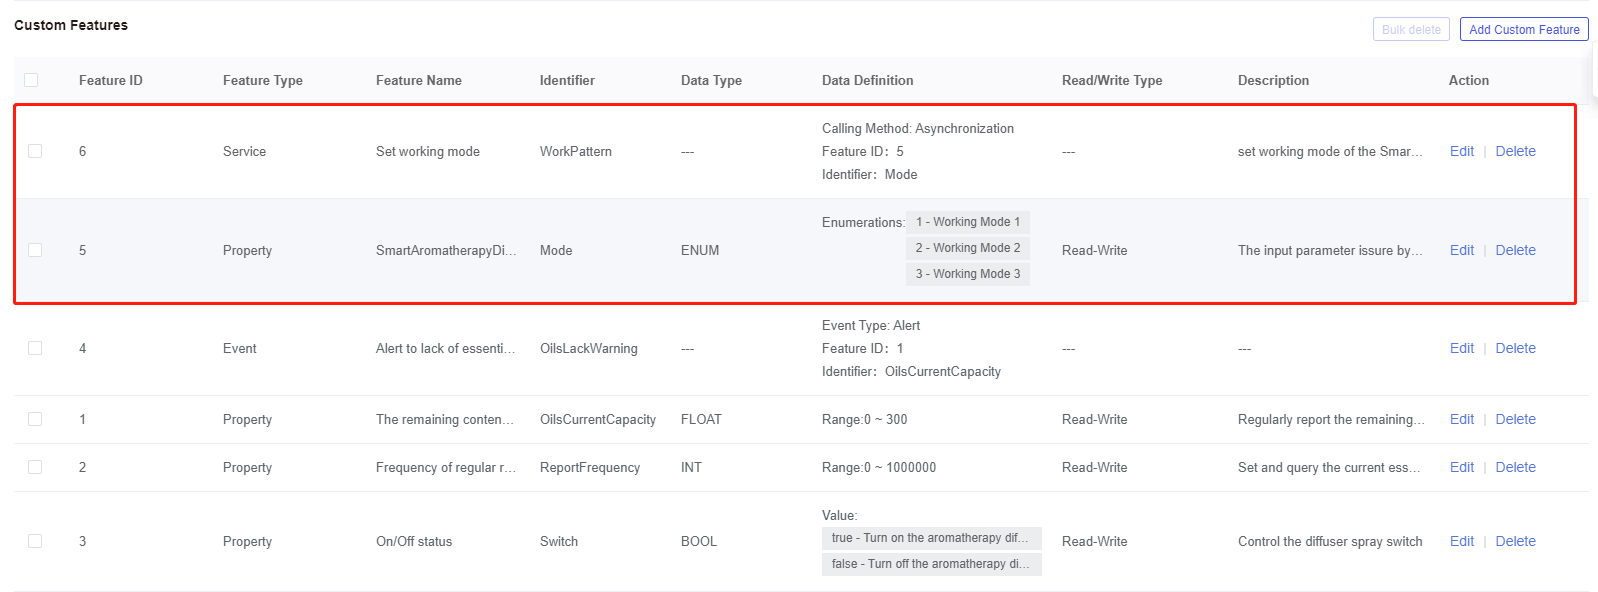 Custom Features
Bulk delete
Add Custom Feature
Feature ID Feature Type Feature Name Identifier Data Type Data Definition Read/Write Type Description Action
6 Service Set working mode WorkPattern --- Calling Method: Asynchronization
Feature ID：5
Identifier：Mode
--- set working mode of the Smar... Edit | Delete
5 Property SmartAromatherapyDi... Mode ENUM Enumerations: 1 - Working Mode 1
2 - Working Mode 2
3 - Working Mode 3
Read-Write The input parameter issure by... Edit | Delete
4 Event Alert to lack of essenti... OilsLackWarning --- Event Type: Alert
Feature ID：1
Identifier：OilsCurrentCapacity
--- --- Edit | Delete
1 Property The remaining conten... OilsCurrentCapacity FLOAT Range:0 ~ 300 Read-Write Regularly report the remaining... Edit | Delete
2 Property Frequency of regular r... ReportFrequency INT Range:0 ~ 1000000 Read-Write Set and query the current ess... Edit | Delete
3 Property On/Off status Switch BOOL Value:
true - Turn on the aromatherapy dif...
false - Turn off the aromatherapy di...
Read-Write Control the diffuser spray switch Edit | Delete